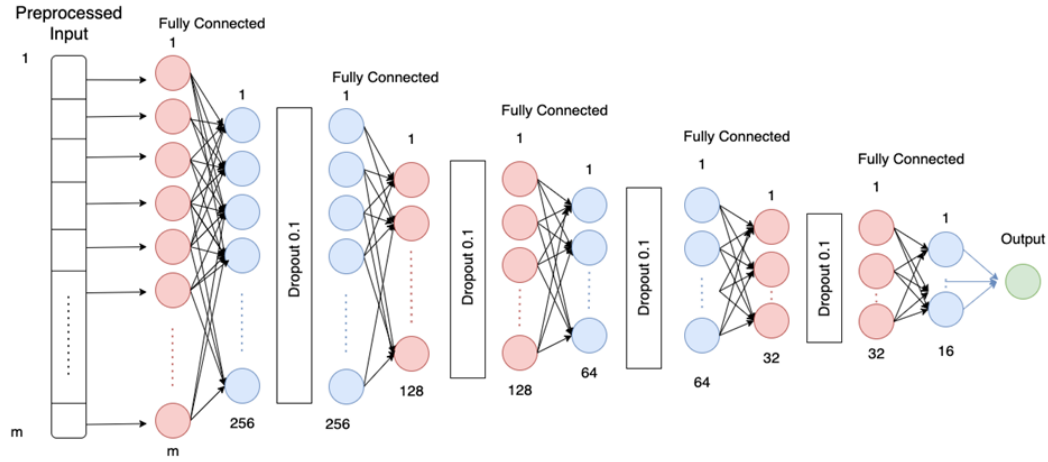 Preprocessed
Input
1
m
Fully Connected
1
m
1
256
Dropout 0.1
Fully Connected
1
256
1
128
Dropout 0.1
Fully Connected
1
128
1
64
Dropout 0.1
Fully Connected
1
64
1
32
Dropout 0.1
Fully Connected
1
32
1
16
Output